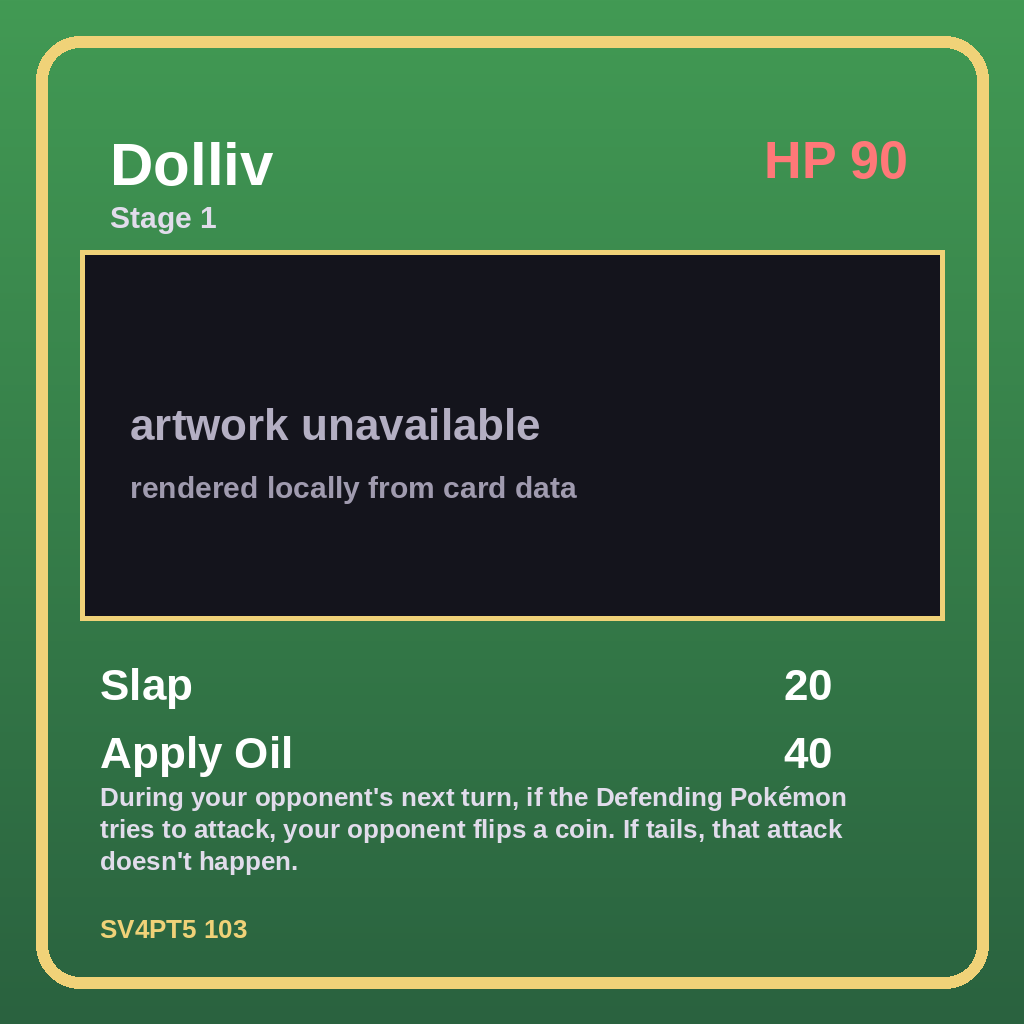 Dolliv
HP 90
Stage 1
artwork unavailable
rendered locally from card data
Slap 20
Apply Oil 40
During your opponent's next turn, if the Defending Pokémon
tries to attack, your opponent flips a coin. If tails, that attack
doesn't happen.
SV4PT5 103